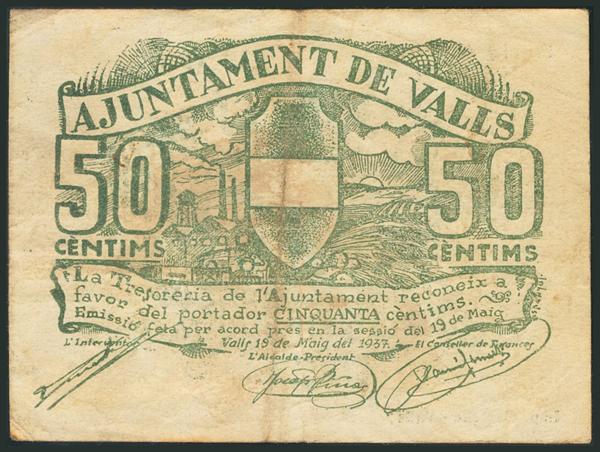 AJUNTAMENT DE VALLS
50 50
CÈNTIMS CÈNTIMS
La Tresoreria de l'Ajuntament reconeix a
favor del portador CINQUANTA cèntims.
Emissió feta per acord pres en la sessió del 19 de Maig
L'Interventor Valls 19 de Maig del 1937. El Conseller de Finances
L'Alcalde-President